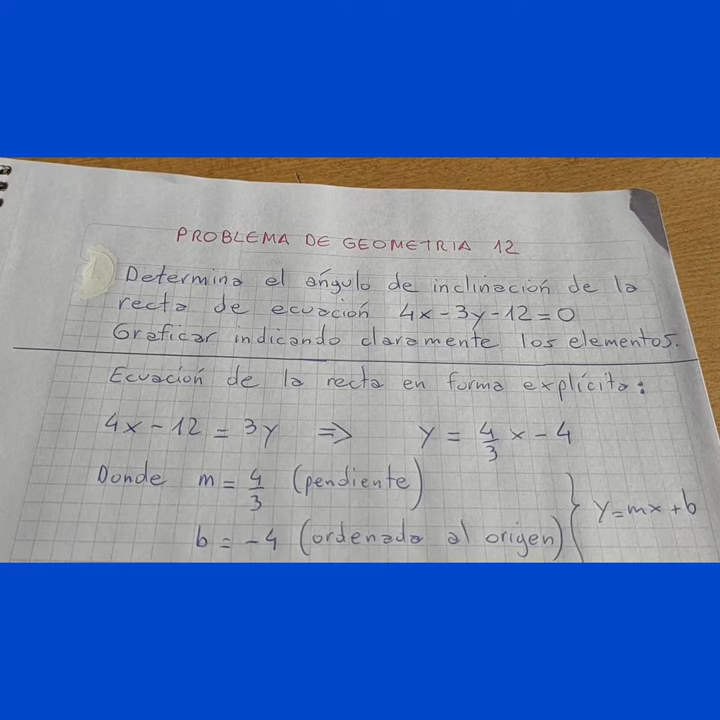 PROBLEMA DE GEOMETRIA 12
Determina el ángulo de inclinación de la
recta de ecuación 4x-3y-12=0
Graficar indicando claramente los elementos.
Ecuación de la recta en forma explícita:
4x-12=3y => y = 4/3 x - 4
Donde m = 4/3 (pendiente)
b = -4 (ordenada al origen) } y=mx+b